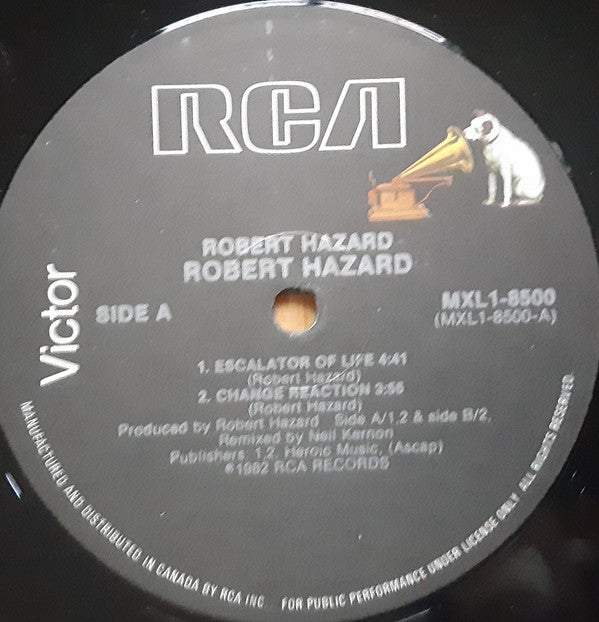 RCA
ROBERT HAZARD
ROBERT HAZARD
Victor
SIDE A
MXL1-8500
(MXL1-8500-A)
1. ESCALATOR OF LIFE 4:41
(Robert Hazard)
2. CHANGE REACTION 3:55
(Robert Hazard)
Produced by Robert Hazard Side A/1,2 & side B/2,
Remixed by Neil Kernon
Publishers: 1,2, Heroic Music, (Ascap)
℗1982 RCA RECORDS
MANUFACTURED AND DISTRIBUTED IN CANADA BY RCA INC. FOR PUBLIC PERFORMANCE UNDER LICENSE ONLY. ALL RIGHTS RESERVED.